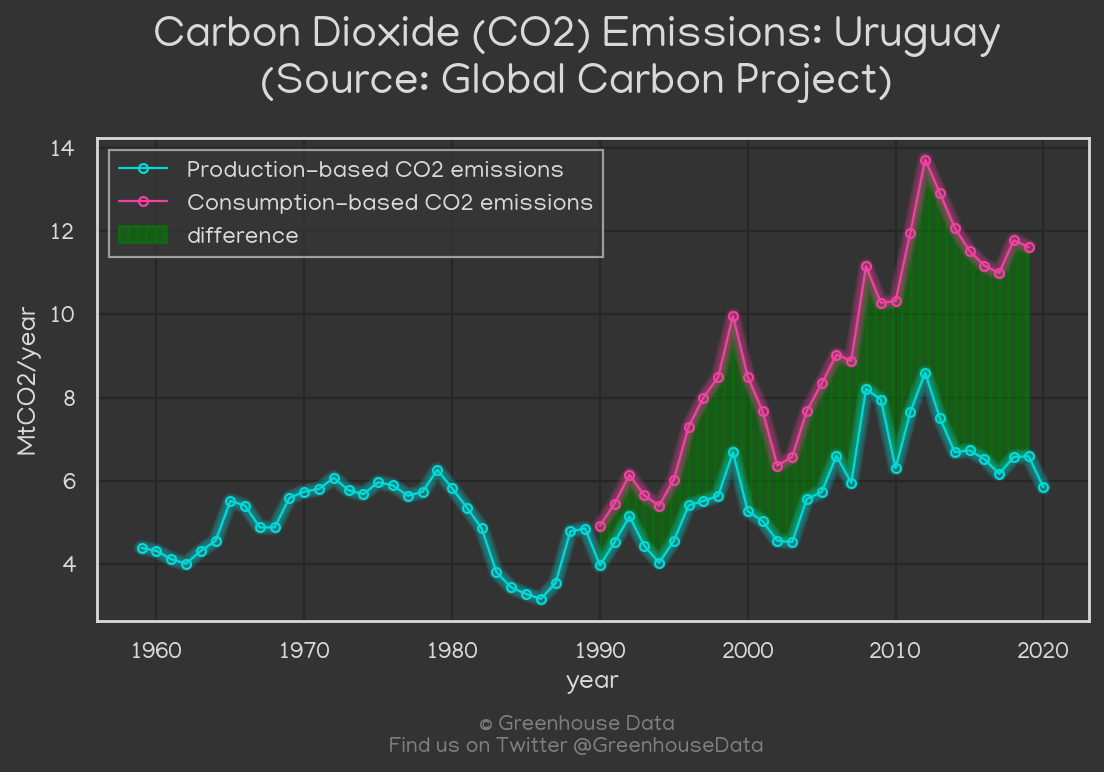 Carbon Dioxide (CO2) Emissions: Uruguay
(Source: Global Carbon Project)
14
12
10
8
6
4
MtCO2/year
Production-based CO2 emissions
Consumption-based CO2 emissions
difference
1960 1970 1980 1990 2000 2010 2020
year
© Greenhouse Data
Find us on Twitter @GreenhouseData